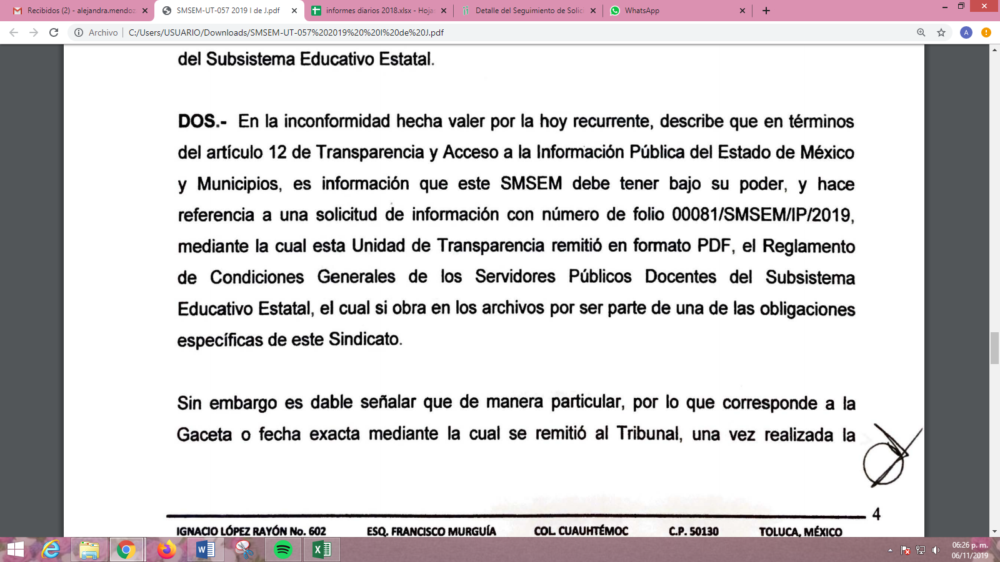 Recibidos (2) - alejandra.mendoz
SMSEM-UT-057 2019 I de J.pdf
informes diarios 2018.xlsx - Hoja
Detalle del Seguimiento de Solici
WhatsApp
Archivo
C:/Users/USUARIO/Downloads/SMSEM-UT-057%202019%20%20I%20de%20J.pdf
A
del Subsistema Educativo Estatal.
DOS.- En la inconformidad hecha valer por la hoy recurrente, describe que en términos
del artículo 12 de Transparencia y Acceso a la Información Pública del Estado de México
y Municipios, es información que este SMSEM debe tener bajo su poder, y hace
referencia a una solicitud de información con número de folio 00081/SMSEM/IP/2019,
mediante la cual esta Unidad de Transparencia remitió en formato PDF, el Reglamento
de Condiciones Generales de los Servidores Públicos Docentes del Subsistema
Educativo Estatal, el cual si obra en los archivos por ser parte de una de las obligaciones
específicas de este Sindicato.
Sin embargo es dable señalar que de manera particular, por lo que corresponde a la
Gaceta o fecha exacta mediante la cual se remitió al Tribunal, una vez realizada la
4
IGNACIO LÓPEZ RAYÓN No. 602 ESQ. FRANCISCO MURGUÍA COL. CUAUHTÉMOC C.P. 50130 TOLUCA, MÉXICO
06:26 p. m.
06/11/2019